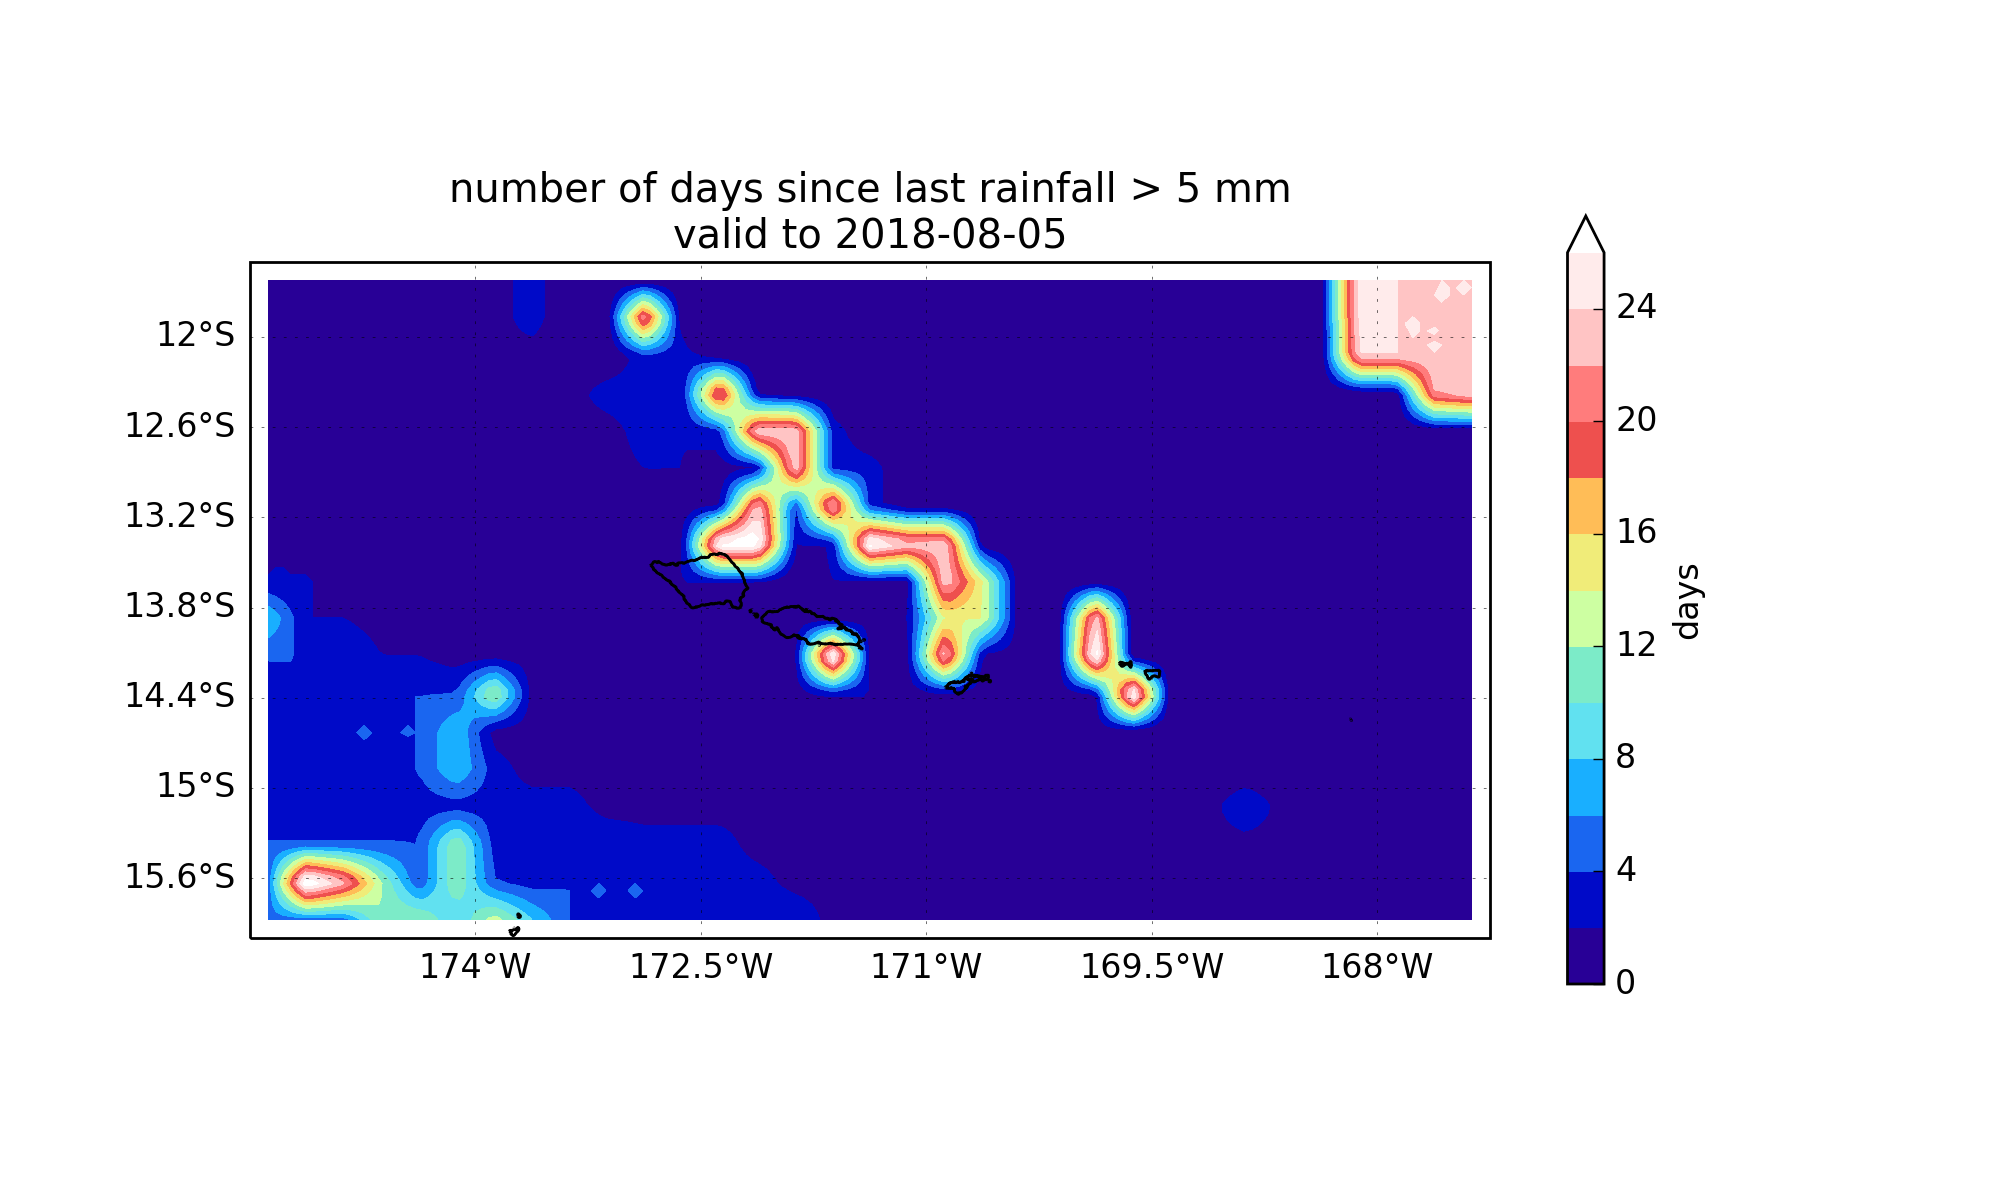 number of days since last rainfall > 5 mm
valid to 2018-08-05
12°S
12.6°S
13.2°S
13.8°S
14.4°S
15°S
15.6°S
174°W
172.5°W
171°W
169.5°W
168°W
24
20
16
12
8
4
0
days